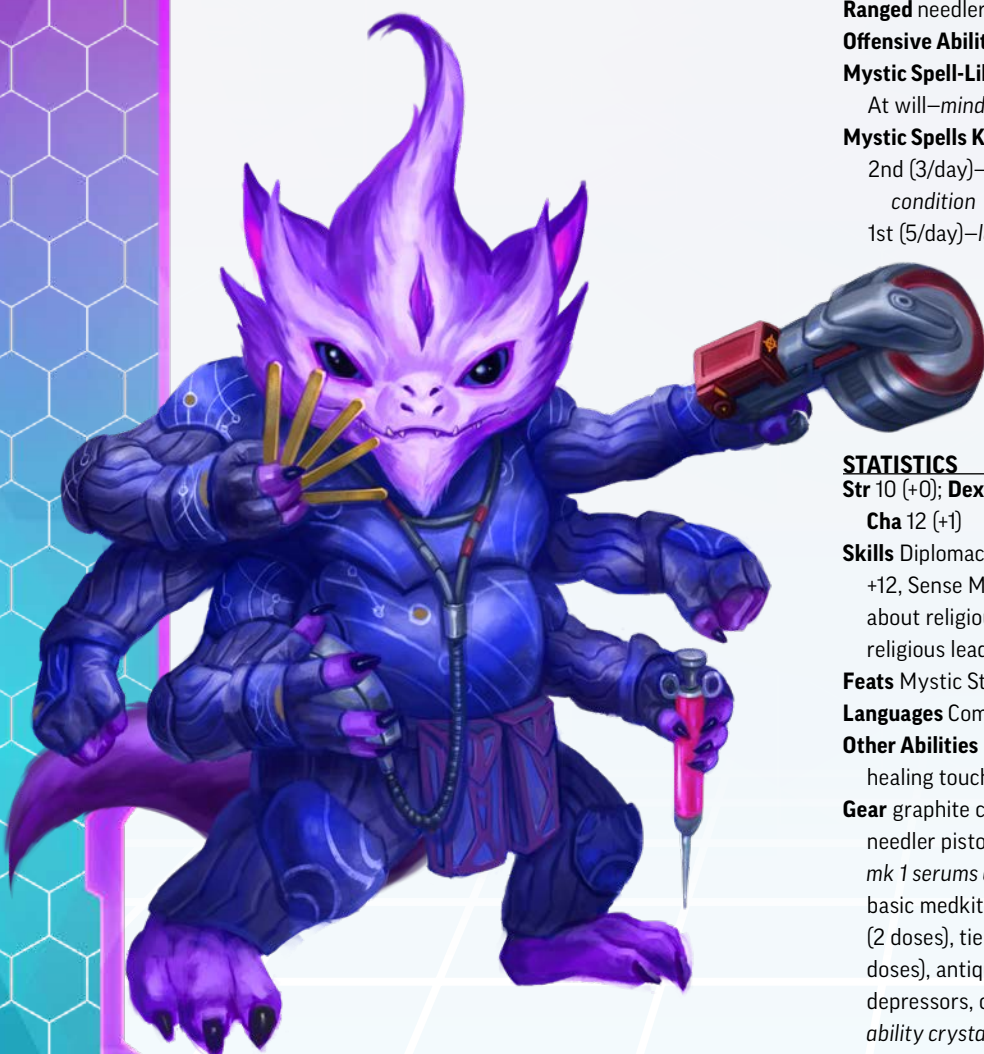 Ranged needler
Offensive Abilit
Mystic Spell-Li
At will—mind
Mystic Spells K
2nd (3/day)—
condition
1st (5/day)—l
STATISTICS
Str 10 (+0); Dex
Cha 12 (+1)
Skills Diplomac
+12, Sense M
about religiou
religious lead
Feats Mystic St
Languages Com
Other Abilities
healing touch
Gear graphite c
needler pisto
mk 1 serums
basic medkit
(2 doses), tie
doses), antiq
depressors, c
ability crysta